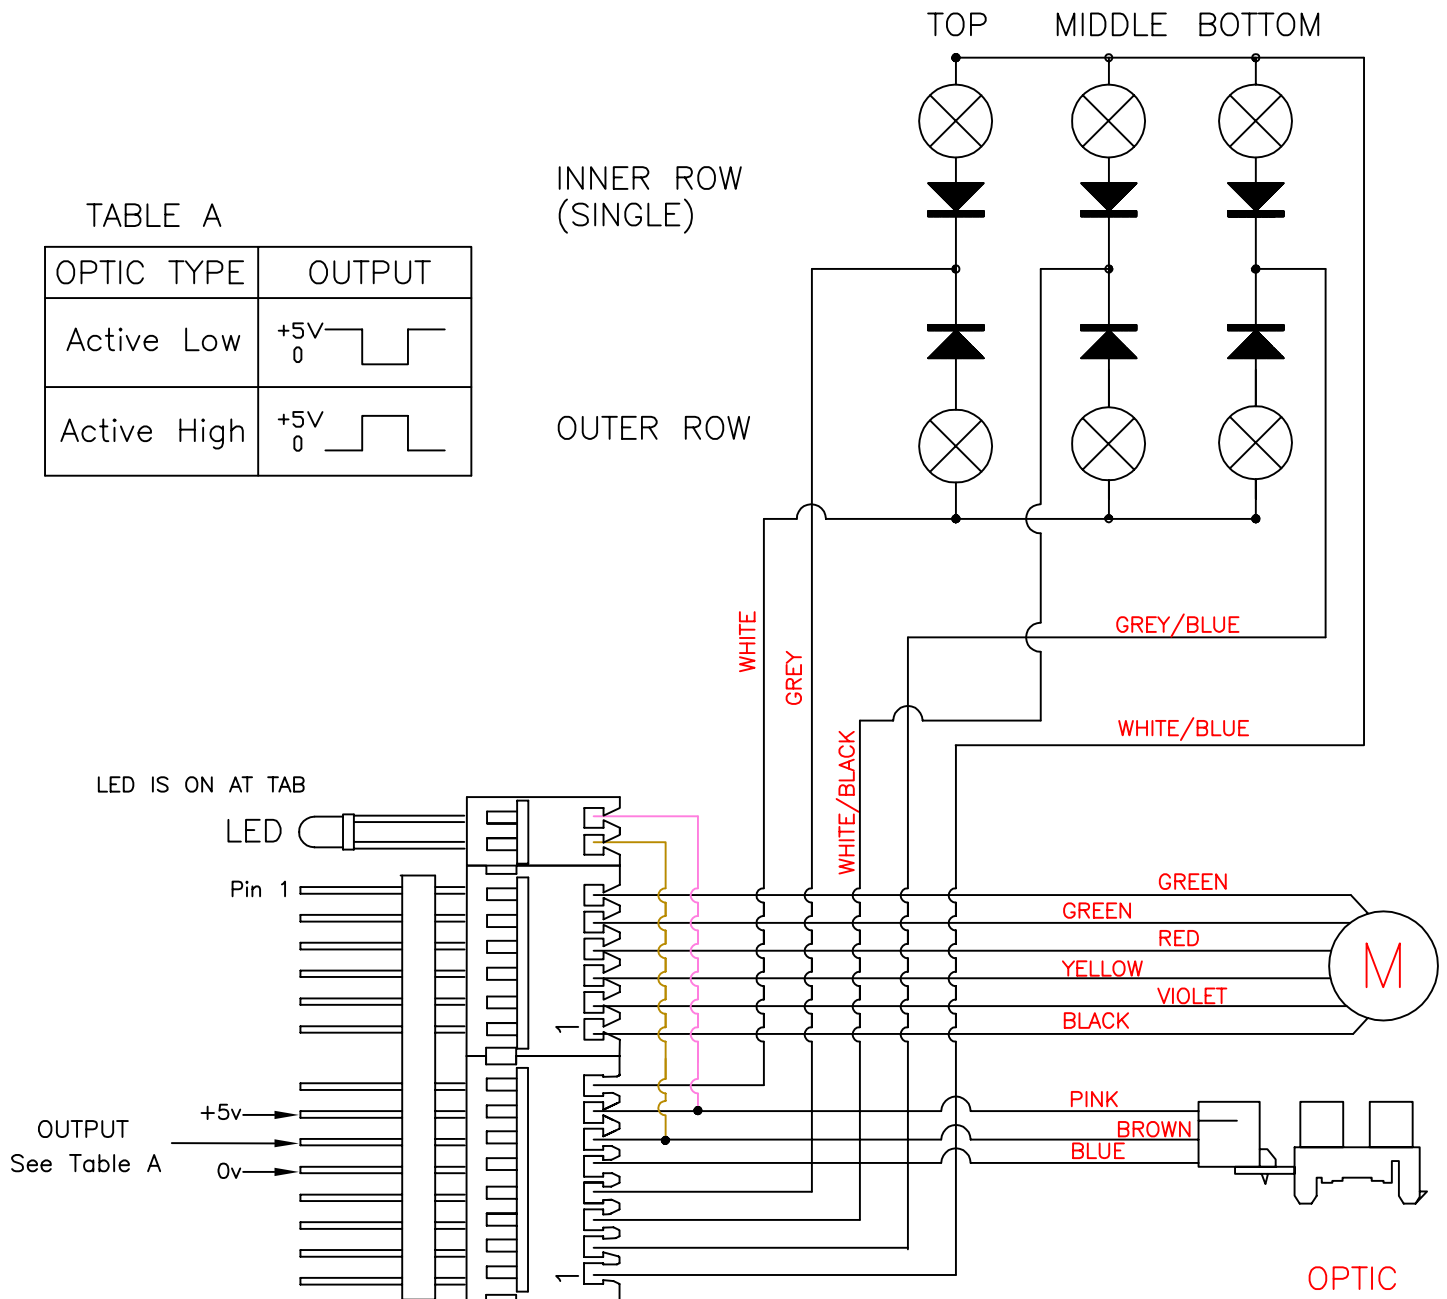 TOP MIDDLE BOTTOM
INNER ROW
(SINGLE)
TABLE A
OPTIC TYPE OUTPUT
Active Low +5V
0
Active High +5V
0
OUTER ROW
WHITE
GREY
GREY/BLUE
WHITE/BLUE
WHITE/BLACK
LED IS ON AT TAB
LED
Pin 1
GREEN
GREEN
RED
YELLOW
VIOLET
BLACK
M
1
+5v
OUTPUT
See Table A
0v
PINK
BROWN
BLUE
1
OPTIC